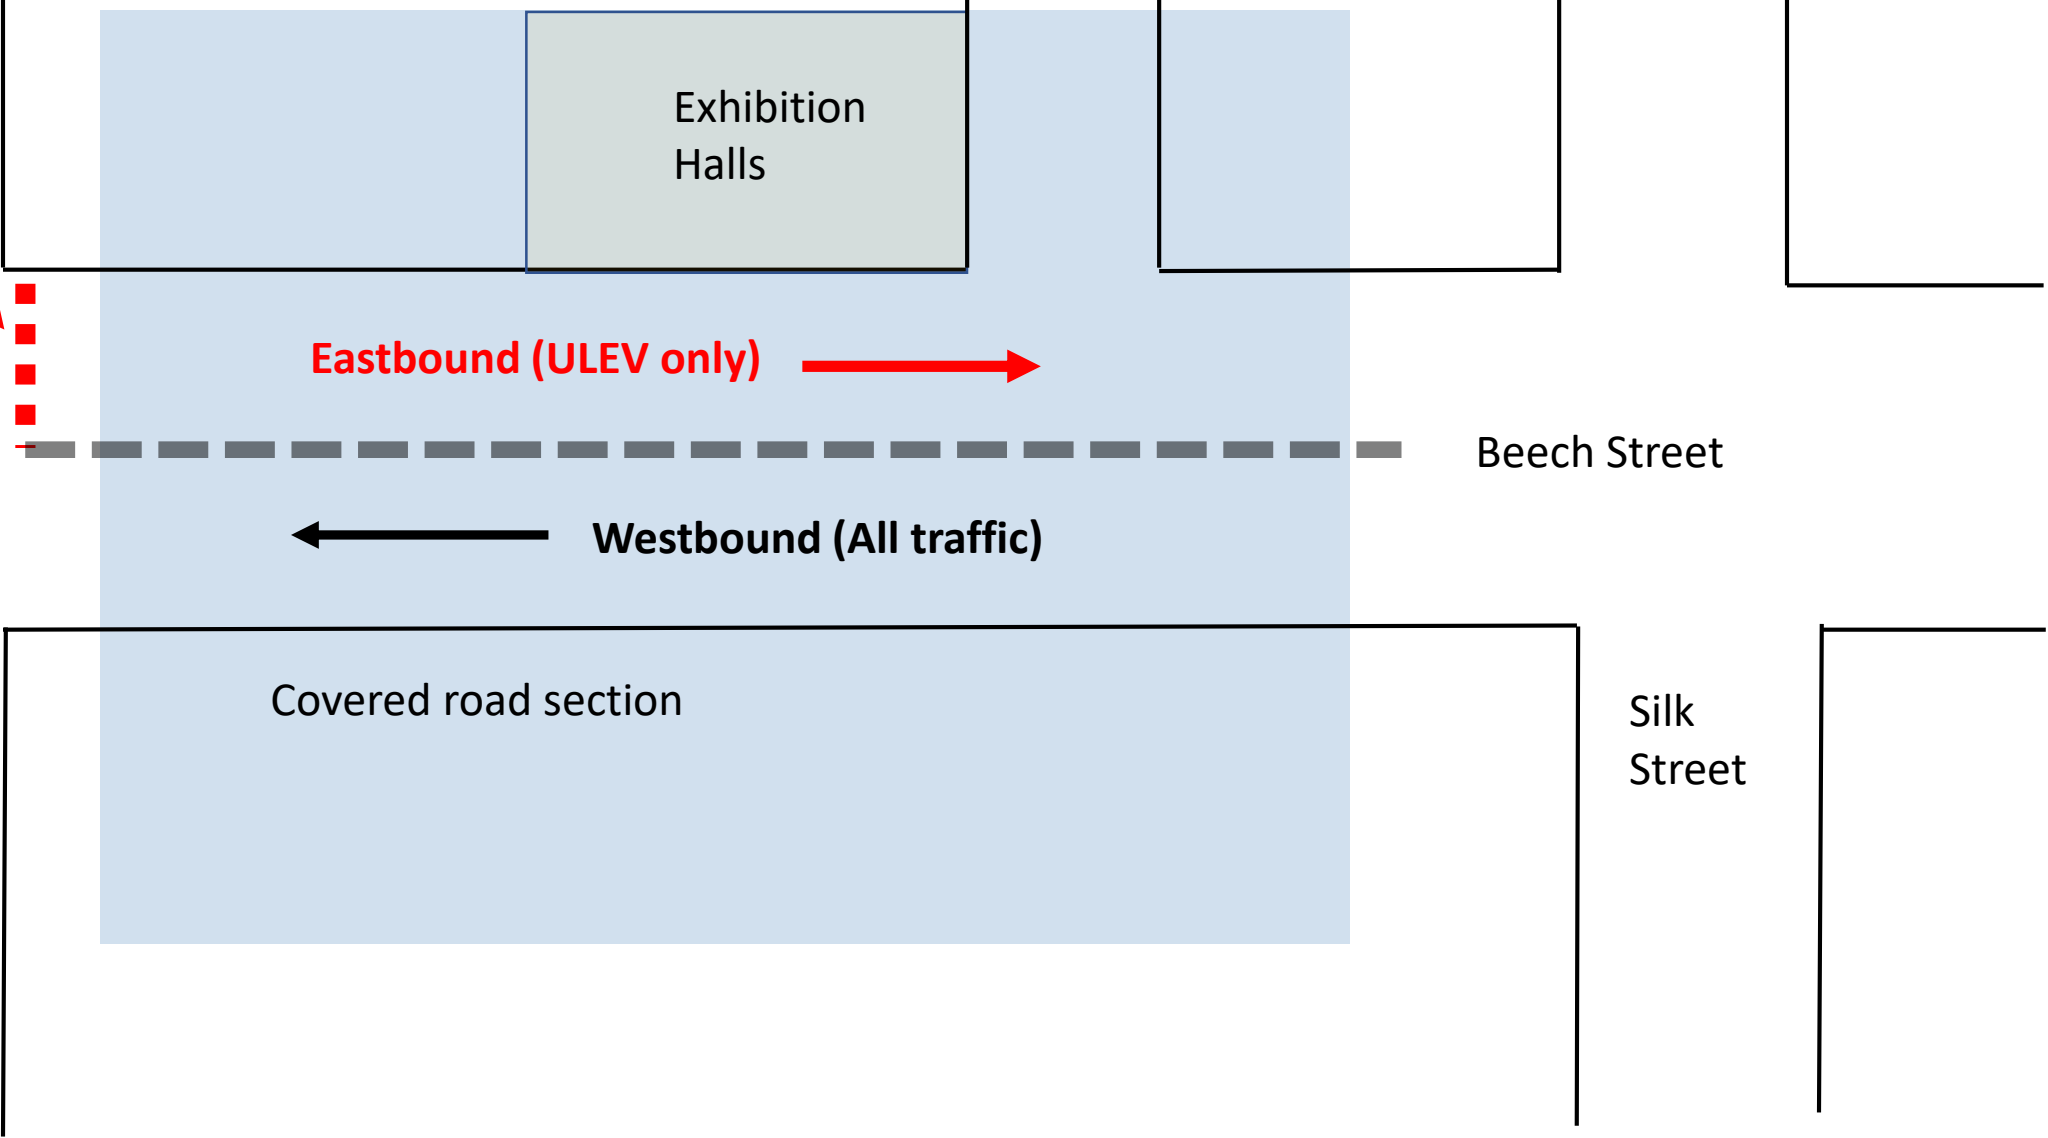 Exhibition
Halls
Eastbound (ULEV only)
Beech Street
Westbound (All traffic)
Covered road section
Silk
Street